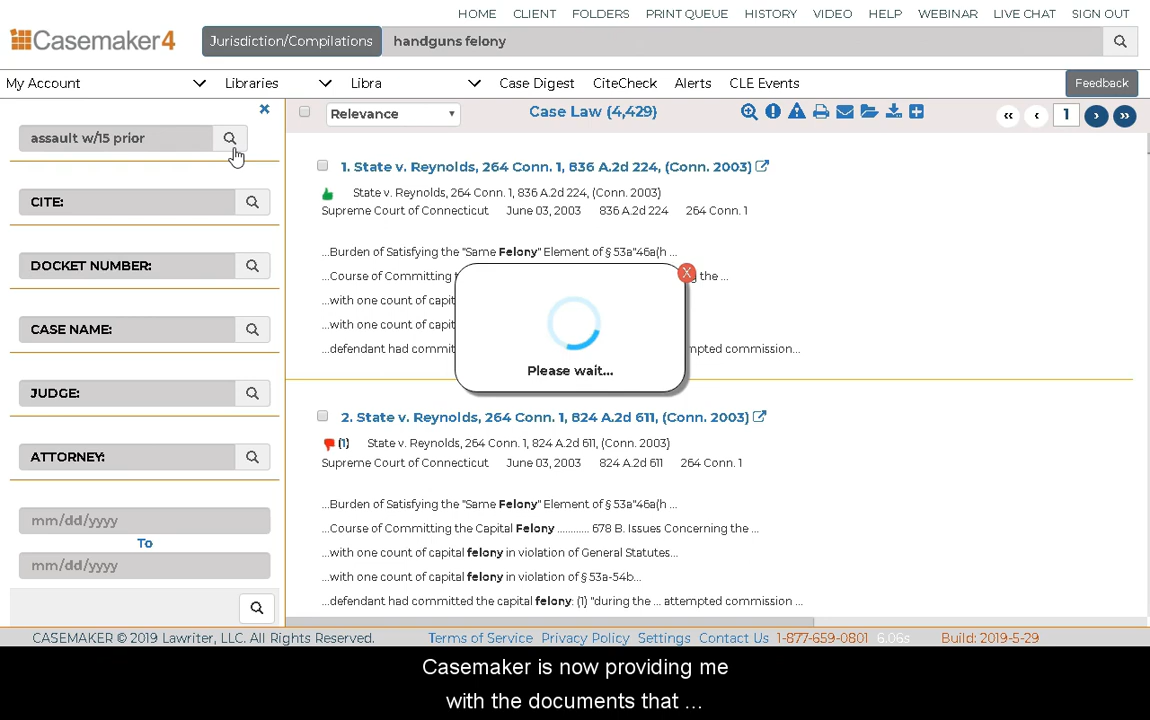 HOME CLIENT FOLDERS PRINT QUEUE HISTORY VIDEO HELP WEBINAR LIVE CHAT SIGN OUT
Casemaker4 Jurisdiction/Compilations handguns felony
My Account Libraries Libra Case Digest CiteCheck Alerts CLE Events Feedback
assault w/15 prior
CITE:
DOCKET NUMBER:
CASE NAME:
JUDGE:
ATTORNEY:
mm/dd/yyyy
To
mm/dd/yyyy
Relevance Case Law (4,429) 1
1. State v. Reynolds, 264 Conn. 1, 836 A.2d 224, (Conn. 2003)
State v. Reynolds, 264 Conn. 1, 836 A.2d 224, (Conn. 2003)
Supreme Court of Connecticut June 03, 2003 836 A.2d 224 264 Conn. 1
...Burden of Satisfying the "Same Felony" Element of § 53a"46a(h ...
...Course of Committing t g the ...
...with one count of capit
...with one count of capit
...defendant had commit mpted commission...
X
Please wait...
2. State v. Reynolds, 264 Conn. 1, 824 A.2d 611, (Conn. 2003)
(1) State v. Reynolds, 264 Conn. 1, 824 A.2d 611, (Conn. 2003)
Supreme Court of Connecticut June 03, 2003 824 A.2d 611 264 Conn. 1
...Burden of Satisfying the "Same Felony" Element of § 53a"46a(h ...
...Course of Committing the Capital Felony ............ 678 B. Issues Concerning the ...
...with one count of capital felony in violation of General Statutes...
...with one count of capital felony in violation of § 53a-54b...
...defendant had committed the capital felony: (1) "during the ... attempted commission ...
CASEMAKER © 2019 Lawriter, LLC. All Rights Reserved. Terms of Service Privacy Policy Settings Contact Us 1-877-659-0801 6.06s Build: 2019-5-29
Casemaker is now providing me
with the documents that ...